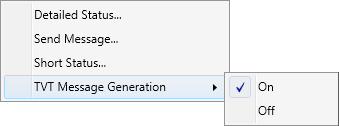 Detailed Status...
Send Message...
Short Status...
TVT Message Generation
On
Off